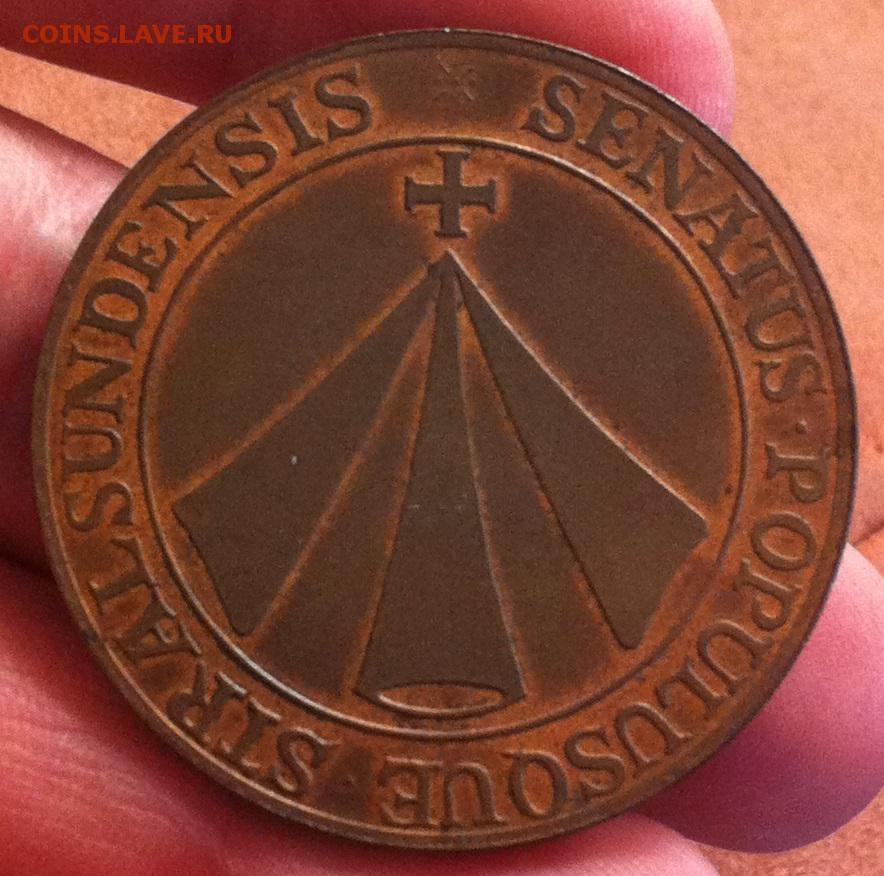 COINS.LAVE.RU
SENATUS · POPULUSQUE · STRALSUNDENSIS